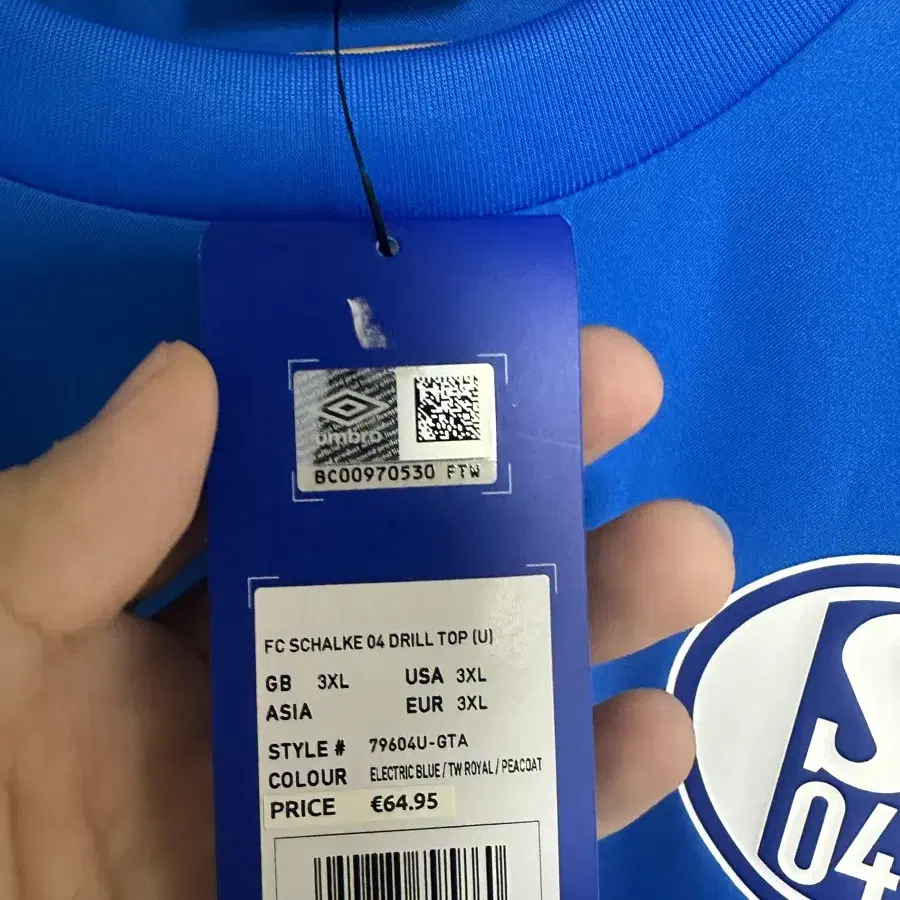 umbro
BC00970530 FTW
FC SCHALKE 04 DRILL TOP (U)
GB 3XL USA 3XL
ASIA EUR 3XL
STYLE # 79604U-GTA
COLOUR ELECTRIC BLUE / TW ROYAL / PEACOAT
PRICE €64.95
S
04